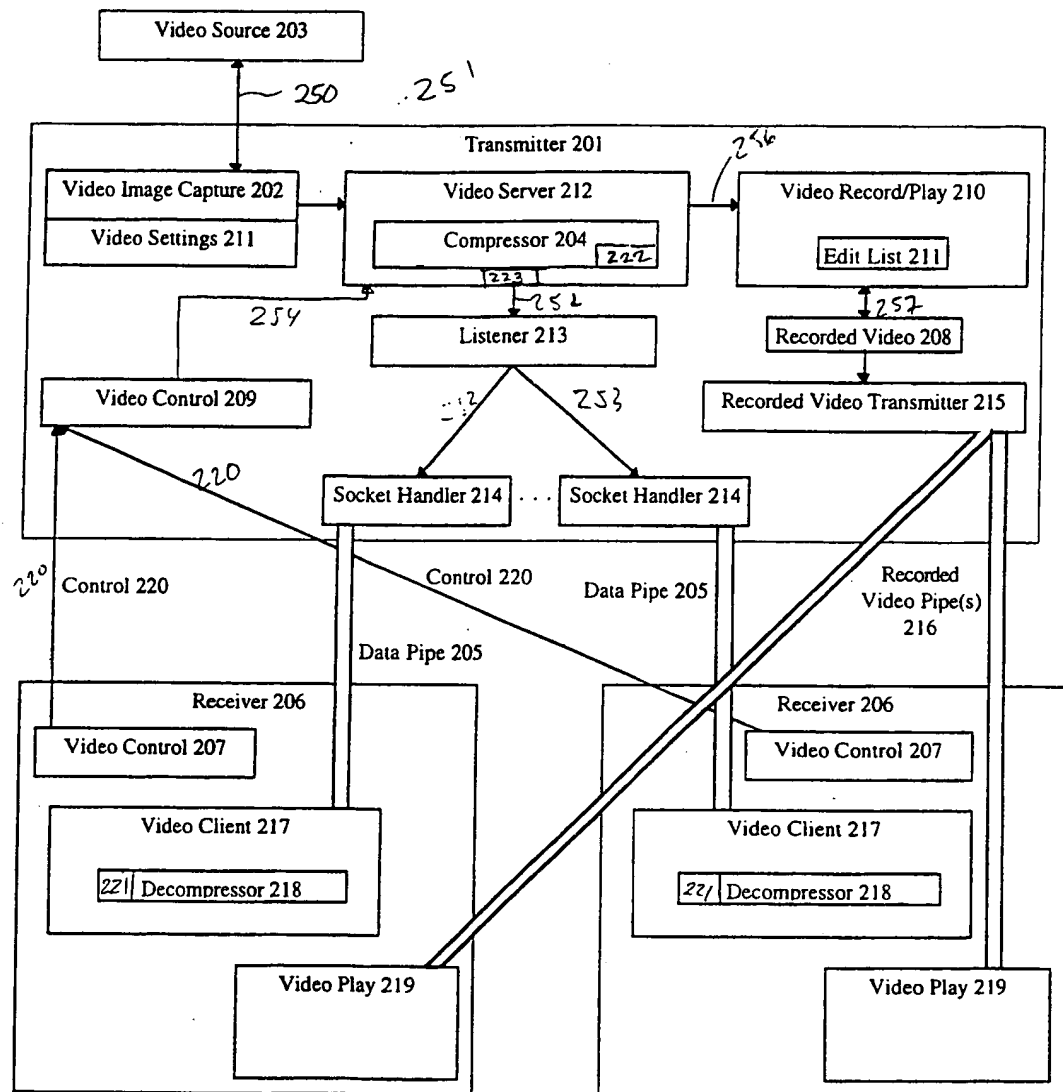 Video Source 203
250
251
Transmitter 201
256
Video Image Capture 202
Video Server 212
Video Record/Play 210
Video Settings 211
Compressor 204
222
Edit List 211
223
254
252
257
Listener 213
Recorded Video 208
Video Control 209
253
Recorded Video Transmitter 215
220
Socket Handler 214
. . .
Socket Handler 214
220
Control 220
Control 220
Data Pipe 205
Recorded
Video Pipe(s)
216
Data Pipe 205
Receiver 206
Receiver 206
Video Control 207
Video Control 207
Video Client 217
Video Client 217
221 Decompressor 218
221 Decompressor 218
Video Play 219
Video Play 219